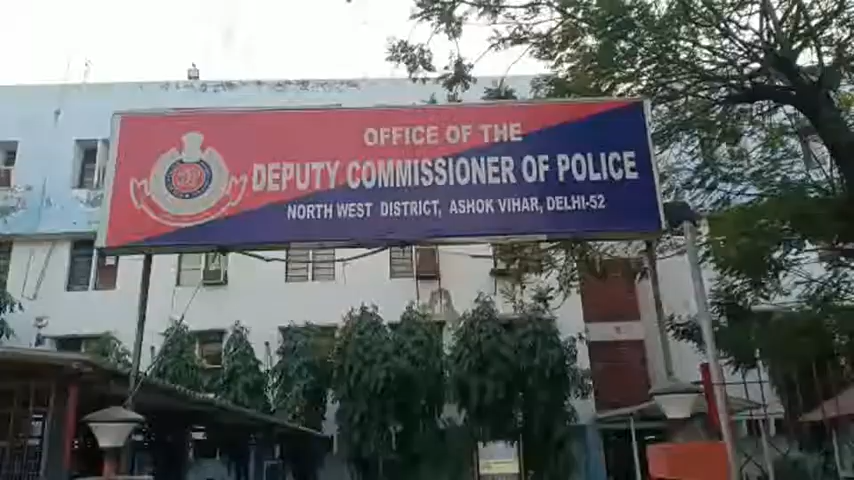 OFFICE OF THE
DEPUTY COMMISSIONER OF POLICE
NORTH WEST DISTRICT, ASHOK VIHAR, DELHI-52